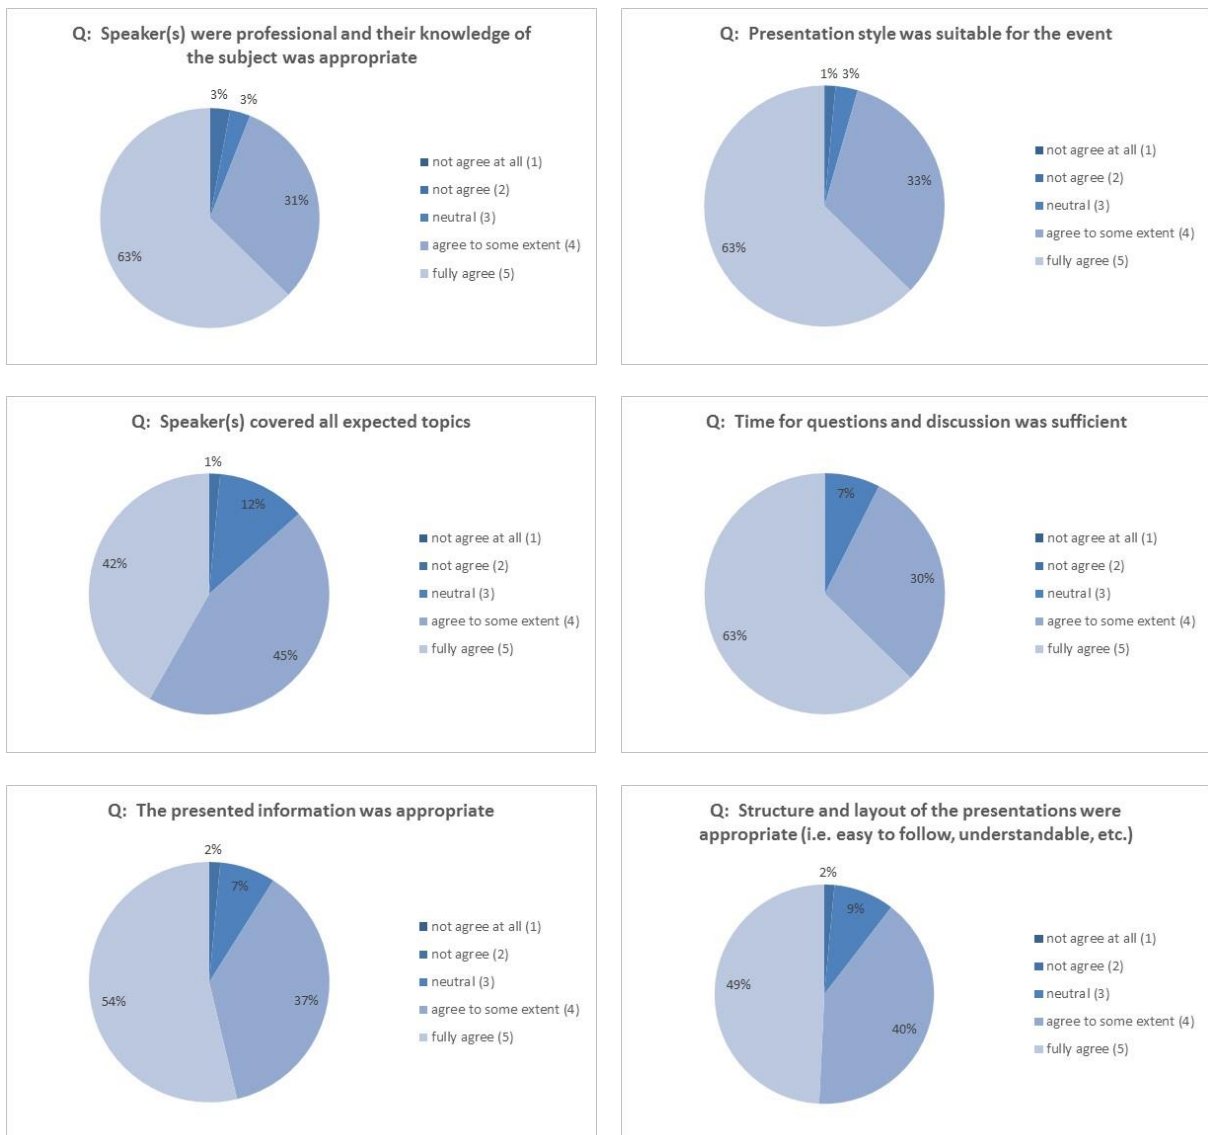 Q:  Speaker(s) were professional and their knowledge of
the subject was appropriate
3%
3%
31%
63%
not agree at all (1)
not agree (2)
neutral (3)
agree to some extent (4)
fully agree (5)
Q:  Presentation style was suitable for the event
1%
3%
33%
63%
not agree at all (1)
not agree (2)
neutral (3)
agree to some extent (4)
fully agree (5)
Q:  Speaker(s) covered all expected topics
1%
12%
42%
45%
not agree at all (1)
not agree (2)
neutral (3)
agree to some extent (4)
fully agree (5)
Q:  Time for questions and discussion was sufficient
7%
30%
63%
not agree at all (1)
not agree (2)
neutral (3)
agree to some extent (4)
fully agree (5)
Q:  The presented information was appropriate
2%
7%
54%
37%
not agree at all (1)
not agree (2)
neutral (3)
agree to some extent (4)
fully agree (5)
Q:  Structure and layout of the presentations were
appropriate (i.e. easy to follow, understandable, etc.)
2%
9%
49%
40%
not agree at all (1)
not agree (2)
neutral (3)
agree to some extent (4)
fully agree (5)